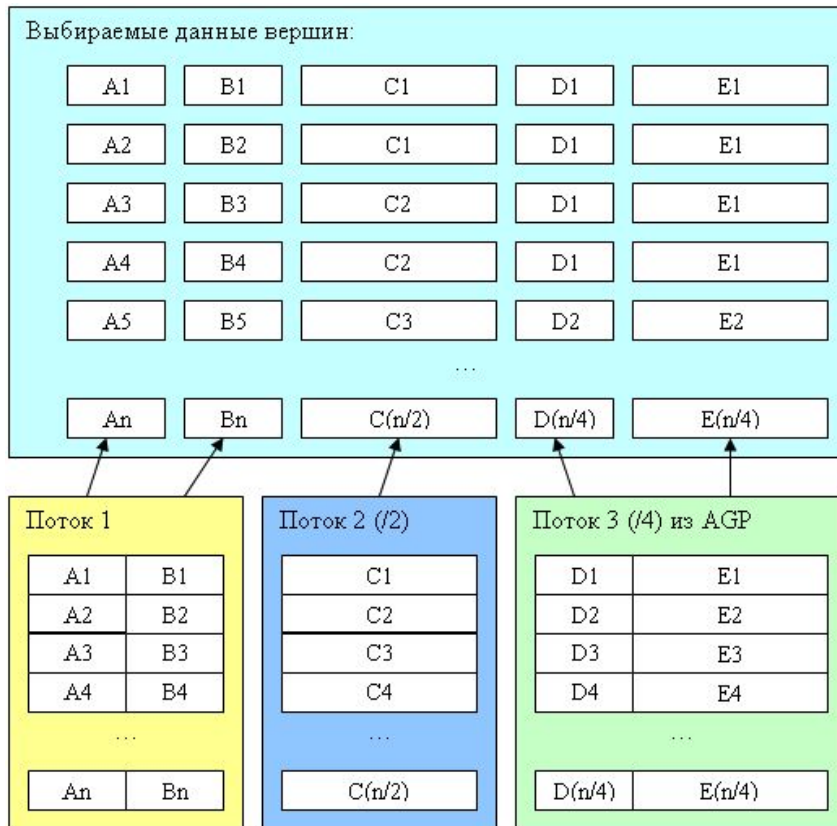 Выбираемые данные вершин:
A1 B1 C1 D1 E1
A2 B2 C1 D1 E1
A3 B3 C2 D1 E1
A4 B4 C2 D1 E1
A5 B5 C3 D2 E2
...
An Bn C(n/2) D(n/4) E(n/4)
Поток 1
A1 B1
A2 B2
A3 B3
A4 B4
...
An Bn
Поток 2 (/2)
C1
C2
C3
C4
...
C(n/2)
Поток 3 (/4) из AGP
D1 E1
D2 E2
D3 E3
D4 E4
...
D(n/4) E(n/4)